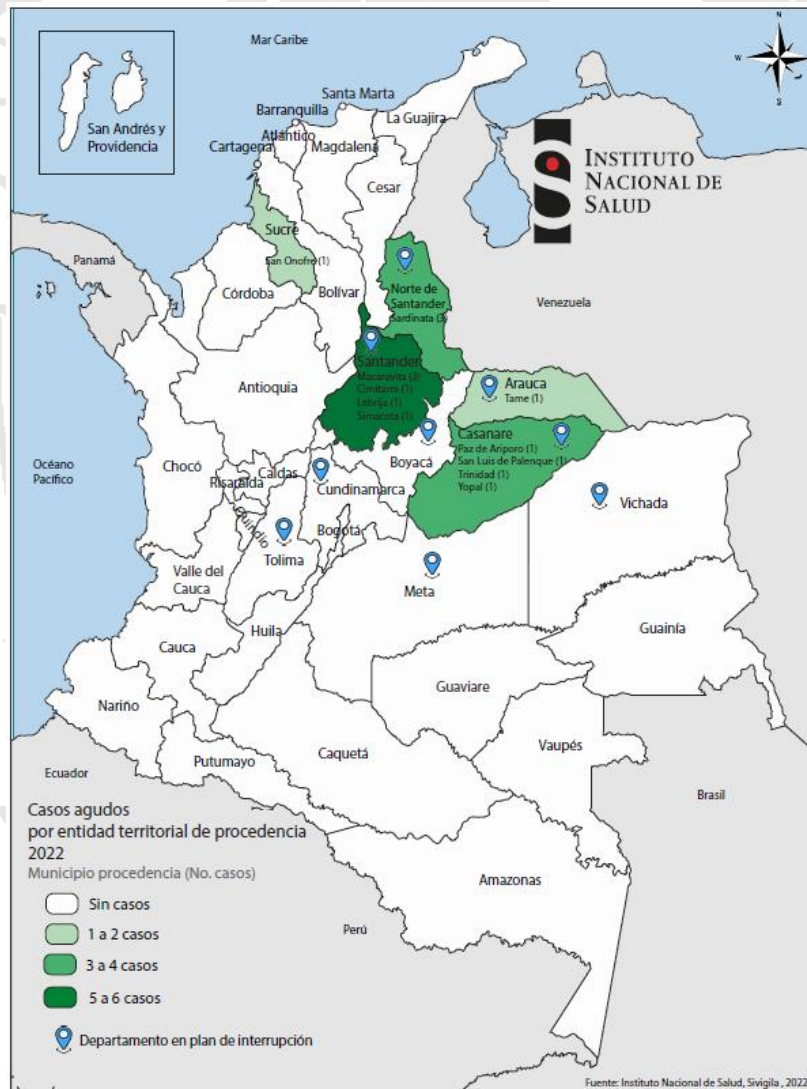 N
W
E
S
Mar Caribe
San Andrés y
Providencia
Santa Marta
Barranquilla
Atlántico
Cartagena
Magdalena
La Guajira
Cesar
INSTITUTO
NACIONAL DE
SALUD
Panamá
Sucre
San Onofre (1)
Córdoba
Bolívar
Norte de
Santander
Venezuela
Santander
Macaravita (3)
Cimitarra (1)
Lebrija (1)
Simacota (1)
Antioquia
Arauca
Tame (1)
Casanare
Paz de Ariporo (1)
San Luis de Palenque (1)
Trinidad (1)
Yopal (1)
Boyacá
Océano
Pacífico
Chocó
Risaralda
Caldas
Cundinamarca
Quindío
Bogotá
Tolima
Vichada
Valle del
Cauca
Meta
Huila
Cauca
Guainía
Nariño
Guaviare
Putumayo
Caquetá
Vaupés
Ecuador
Brasil
Casos agudos
por entidad territorial de procedencia
2022
Municipio procedencia (No. casos)
Sin casos
1 a 2 casos
3 a 4 casos
5 a 6 casos
Departamento en plan de interrupción
Amazonas
Perú
Fuente: Instituto Nacional de Salud, Sivigila , 2022